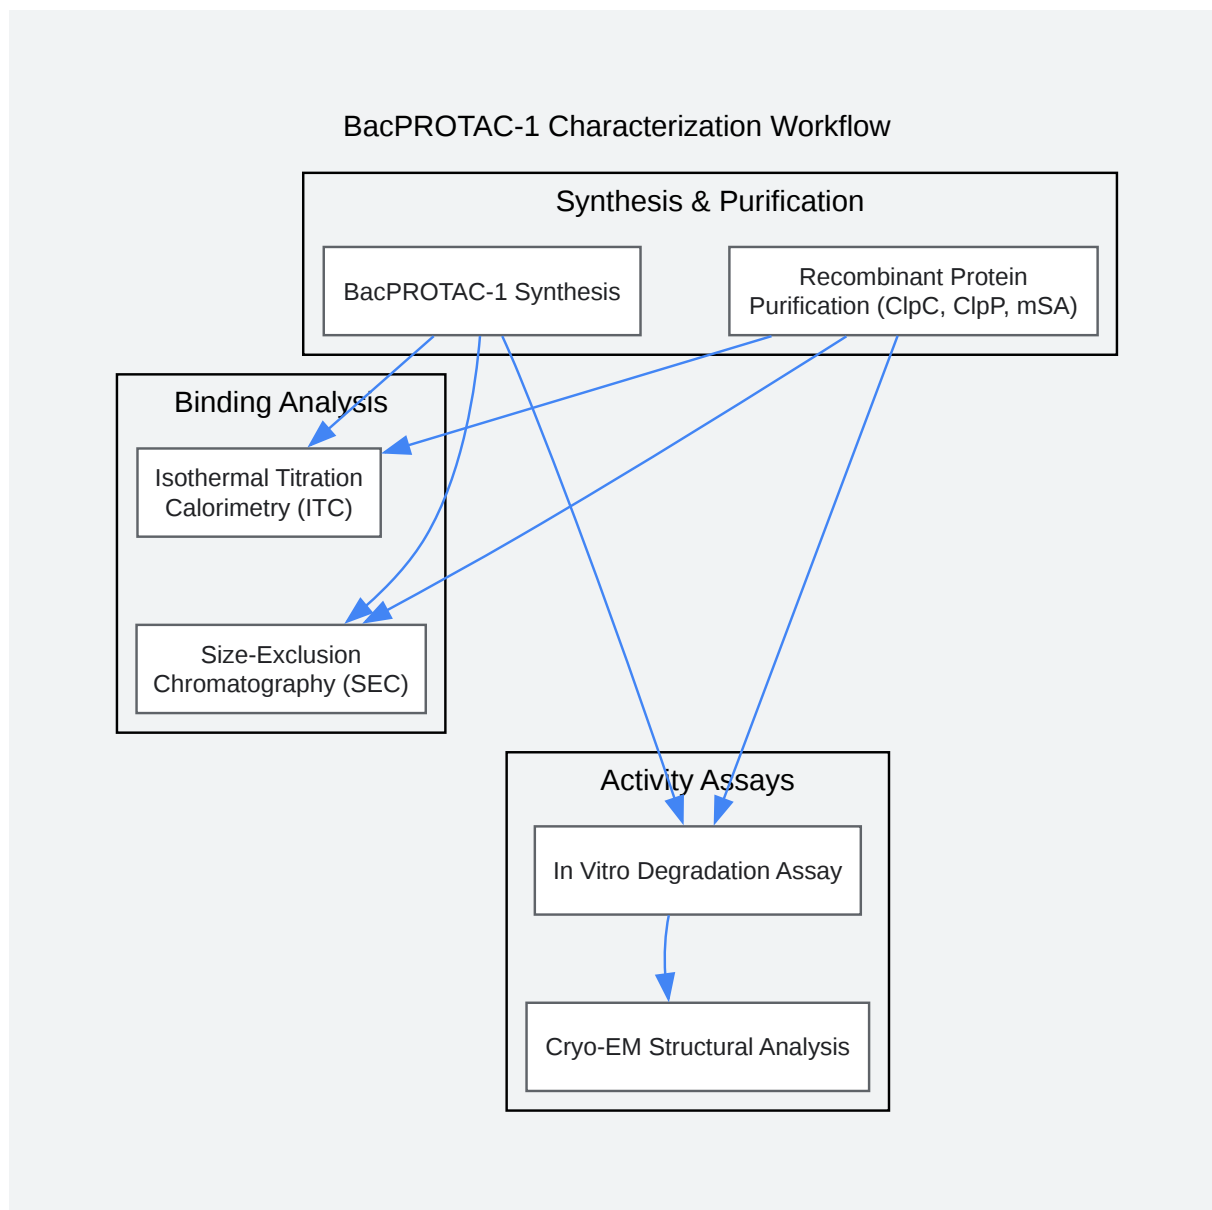 BacPROTAC-1 Characterization Workflow
Synthesis & Purification
BacPROTAC-1 Synthesis
Recombinant Protein
Purification (ClpC, ClpP, mSA)
Binding Analysis
Isothermal Titration
Calorimetry (ITC)
Size-Exclusion
Chromatography (SEC)
Activity Assays
In Vitro Degradation Assay
Cryo-EM Structural Analysis